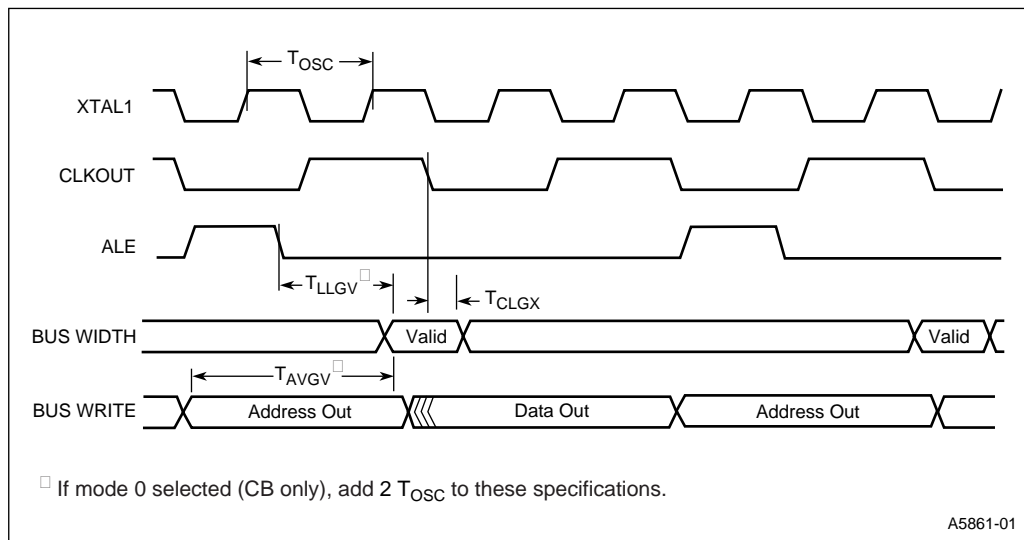 TOSC
XTAL1
CLKOUT
ALE
TLLGV□
TCLGX
BUS WIDTH
Valid
Valid
TAVGV□
BUS WRITE
Address Out
Data Out
Address Out
□ If mode 0 selected (CB only), add 2 TOSC to these specifications.
A5861-01